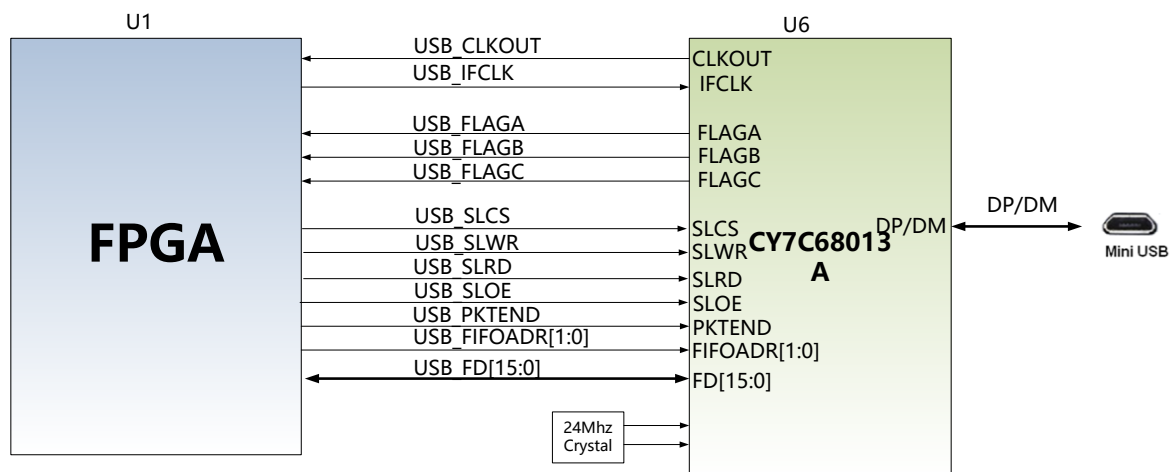 U1
U6
USB_CLKOUT
CLKOUT
USB_IFCLK
IFCLK
USB_FLAGA
FLAGA
USB_FLAGB
FLAGB
USB_FLAGC
FLAGC
FPGA
USB_SLCS
SLCS
USB_SLWR
SLWR
USB_SLRD
SLRD
USB_SLOE
SLOE
USB_PKTEND
PKTEND
USB_FIFOADR[1:0]
FIFOADR[1:0]
USB_FD[15:0]
FD[15:0]
CY7C68013
A
DP/DM
DP/DM
Mini USB
24Mhz
Crystal